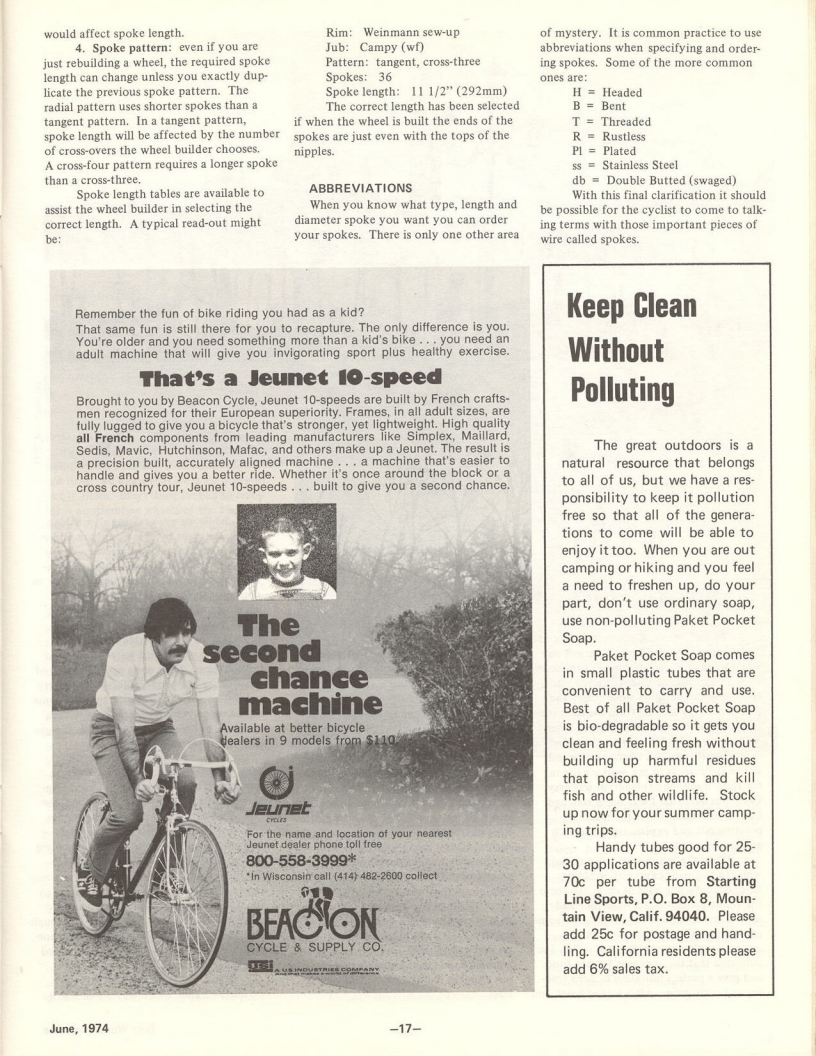 would affect spoke length.
4. Spoke pattern: even if you are
just rebuilding a wheel, the required spoke
length can change unless you exactly dup-
licate the previous spoke pattern. The
radial pattern uses shorter spokes than a
tangent pattern. In a tangent pattern,
spoke length will be affected by the number
of cross-overs the wheel builder chooses.
A cross-four pattern requires a longer spoke
than a cross-three.
Spoke length tables are available to
assist the wheel builder in selecting the
correct length. A typical read-out might
be:
Rim: Weinmann sew-up
Jub: Campy (wf)
Pattern: tangent, cross-three
Spokes: 36
Spoke length: 11 1/2" (292mm)
The correct length has been selected
if when the wheel is built the ends of the
spokes are just even with the tops of the
nipples.
ABBREVIATIONS
When you know what type, length and
diameter spoke you want you can order
your spokes. There is only one other area
of mystery. It is common practice to use
abbreviations when specifying and order-
ing spokes. Some of the more common
ones are:
H = Headed
B = Bent
T = Threaded
R = Rustless
Pl = Plated
ss = Stainless Steel
db = Double Butted (swaged)
With this final clarification it should
be possible for the cyclist to come to talk-
ing terms with those important pieces of
wire called spokes.
Remember the fun of bike riding you had as a kid?
That same fun is still there for you to recapture. The only difference is you.
You're older and you need something more than a kid's bike . . . you need an
adult machine that will give you invigorating sport plus healthy exercise.
That's a Jeunet 10-speed
Brought to you by Beacon Cycle, Jeunet 10-speeds are built by French crafts-
men recognized for their European superiority. Frames, in all adult sizes, are
fully lugged to give you a bicycle that's stronger, yet lightweight. High quality
all French components from leading manufacturers like Simplex, Maillard,
Sedis, Mavic, Hutchinson, Mafac, and others make up a Jeunet. The result is
a precision built, accurately aligned machine . . . a machine that's easier to
handle and gives you a better ride. Whether it's once around the block or a
cross country tour, Jeunet 10-speeds . . . built to give you a second chance.
The
second
chance
machine
Available at better bicycle
dealers in 9 models from $110.
Jeunet
CYCLES
For the name and location of your nearest
Jeunet dealer phone toll free
800-558-3999*
*In Wisconsin call (414) 482-2600 collect
BEACON
CYCLE & SUPPLY CO.
usi A U.S. INDUSTRIES COMPANY
Keep Clean
Without
Polluting
The great outdoors is a
natural resource that belongs
to all of us, but we have a res-
ponsibility to keep it pollution
free so that all of the genera-
tions to come will be able to
enjoy it too. When you are out
camping or hiking and you feel
a need to freshen up, do your
part, don't use ordinary soap,
use non-polluting Paket Pocket
Soap.
Paket Pocket Soap comes
in small plastic tubes that are
convenient to carry and use.
Best of all Paket Pocket Soap
is bio-degradable so it gets you
clean and feeling fresh without
building up harmful residues
that poison streams and kill
fish and other wildlife. Stock
up now for your summer camp-
ing trips.
Handy tubes good for 25-
30 applications are available at
70c per tube from Starting
Line Sports, P.O. Box 8, Moun-
tain View, Calif. 94040. Please
add 25c for postage and hand-
ling. California residents please
add 6% sales tax.
June, 1974
—17—